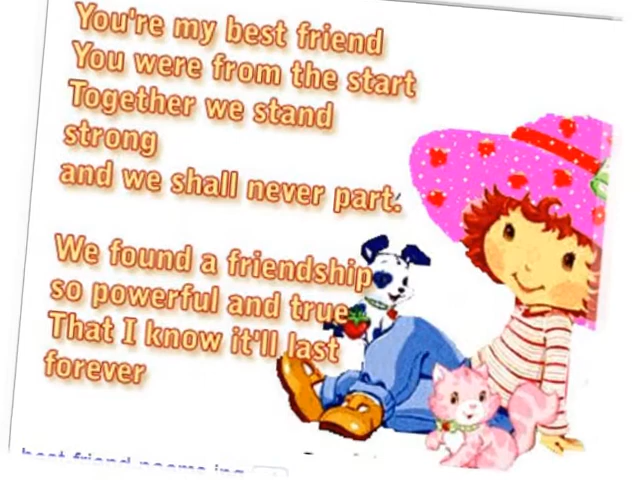 You're my best friend
You were from the start
Together we stand
strong
and we shall never part.
We found a friendship
so powerful and true
That I know it'll last
forever